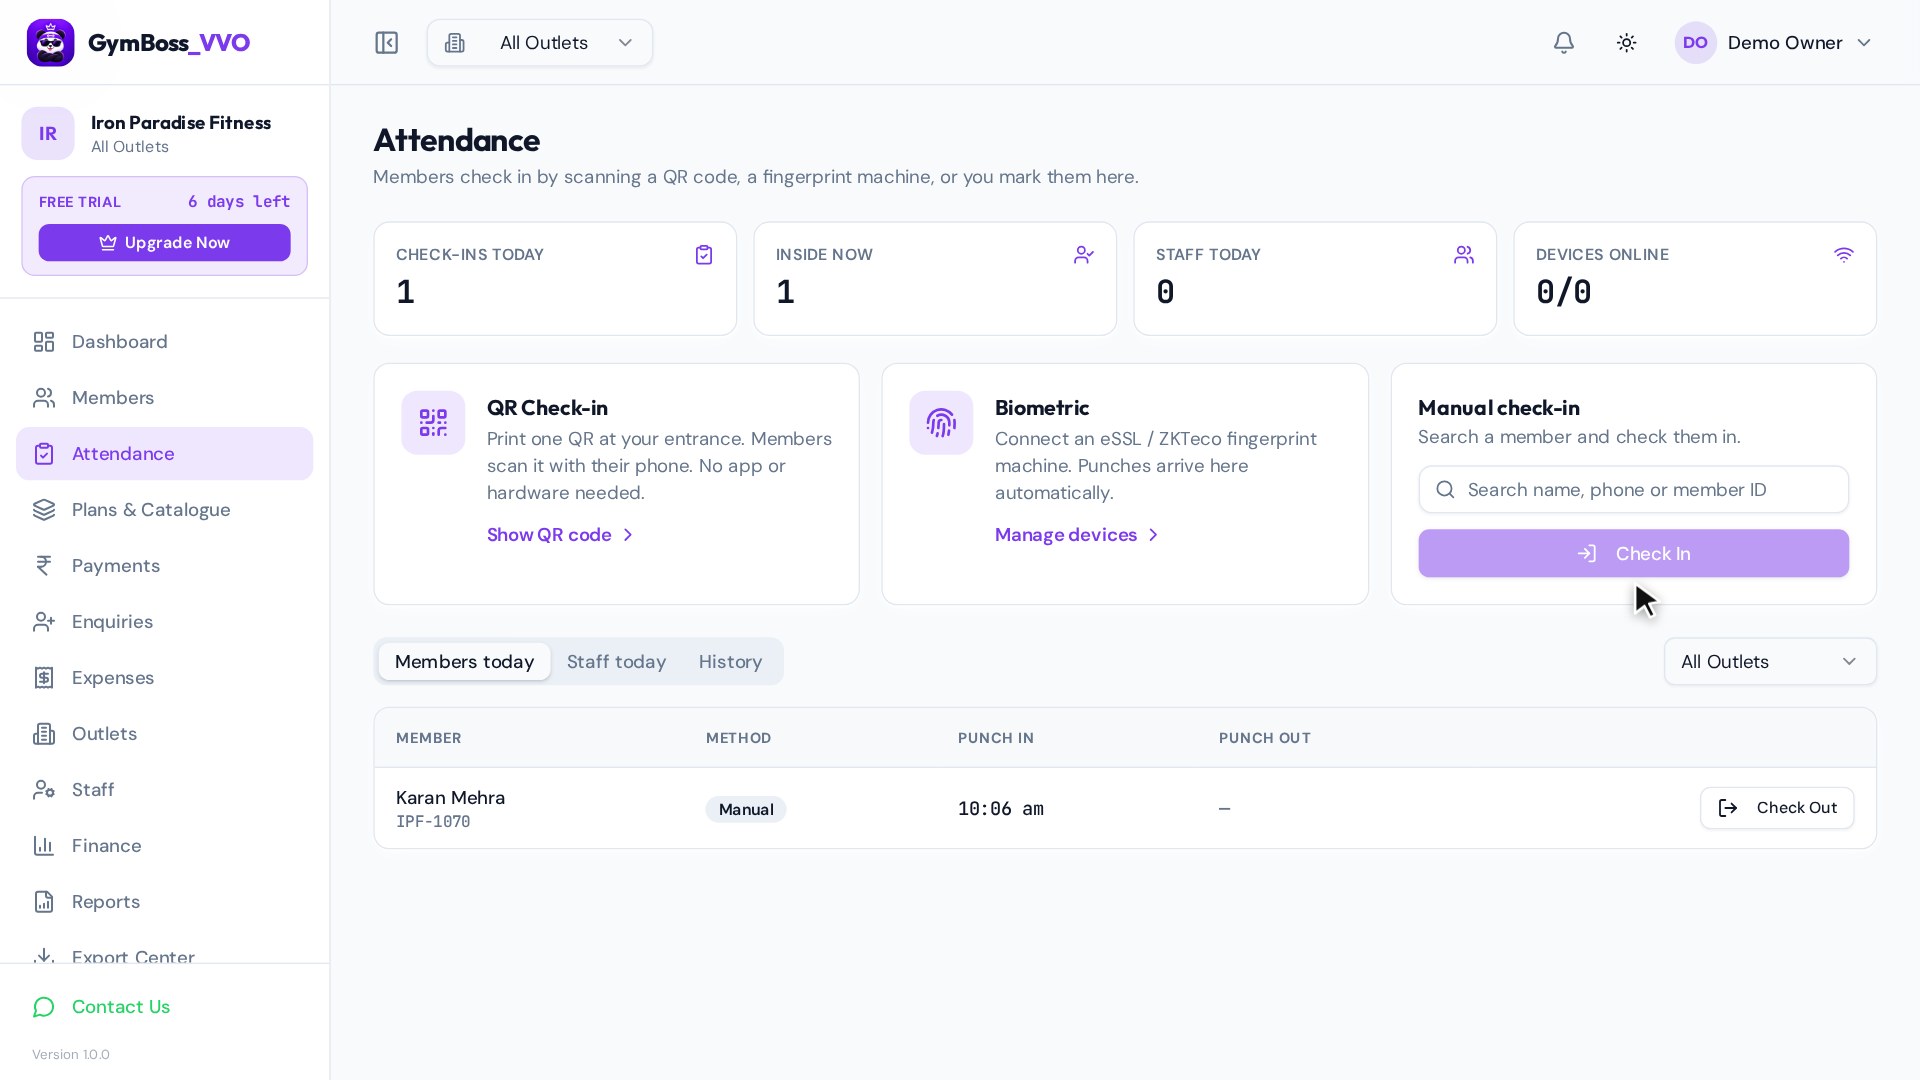 GymBoss_VVO
All Outlets
DO
Demo Owner
IR
Iron Paradise Fitness
All Outlets
FREE TRIAL
6 days left
Upgrade Now
Dashboard
Members
Attendance
Plans & Catalogue
Payments
Enquiries
Expenses
Outlets
Staff
Finance
Reports
Export Center
Contact Us
Version 1.0.0
Attendance
Members check in by scanning a QR code, a fingerprint machine, or you mark them here.
CHECK-INS TODAY
1
INSIDE NOW
1
STAFF TODAY
0
DEVICES ONLINE
0/0
QR Check-in
Print one QR at your entrance. Members
scan it with their phone. No app or
hardware needed.
Show QR code
Biometric
Connect an eSSL / ZKTeco fingerprint
machine. Punches arrive here
automatically.
Manage devices
Manual check-in
Search a member and check them in.
Search name, phone or member ID
Check In
Members today
Staff today
History
All Outlets
MEMBER
METHOD
PUNCH IN
PUNCH OUT
Karan Mehra
IPF-1070
Manual
10:06 am
—
Check Out